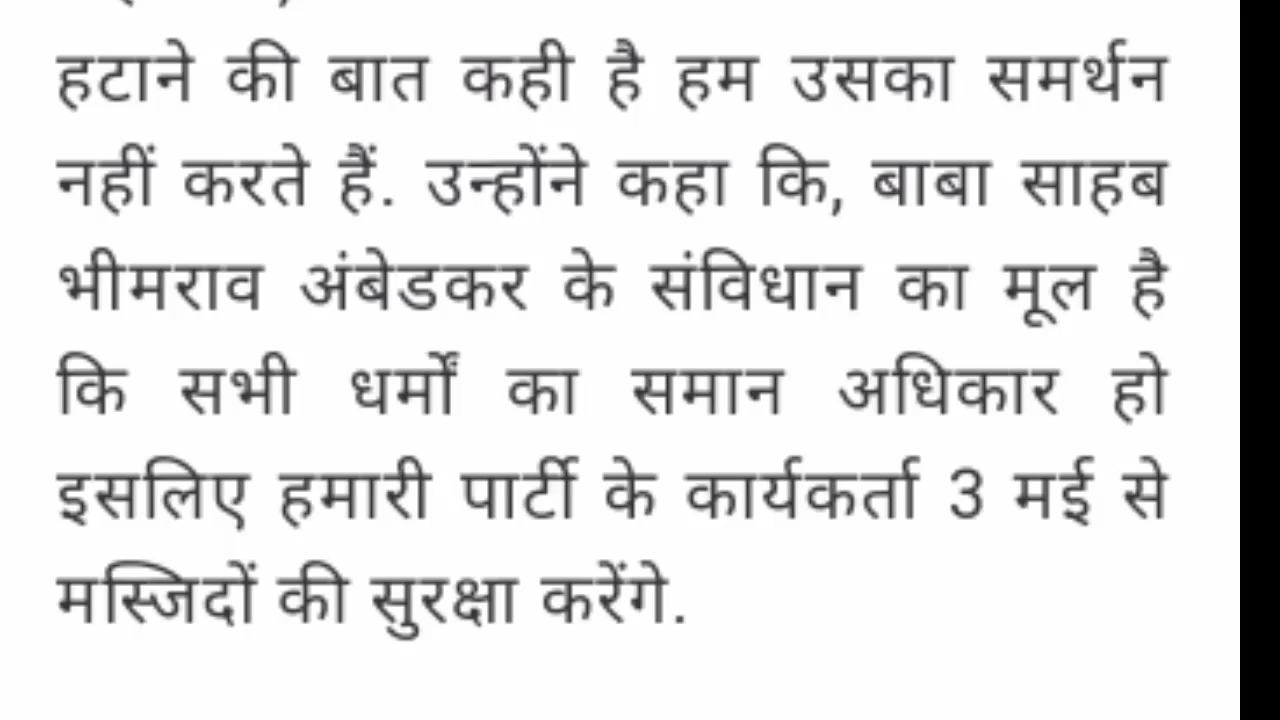 हटाने की बात कही है हम उसका समर्थन
नहीं करते हैं. उन्होंने कहा कि, बाबा साहब
भीमराव अंबेडकर के संविधान का मूल है
कि सभी धर्मों का समान अधिकार हो
इसलिए हमारी पार्टी के कार्यकर्ता 3 मई से
मस्जिदों की सुरक्षा करेंगे.